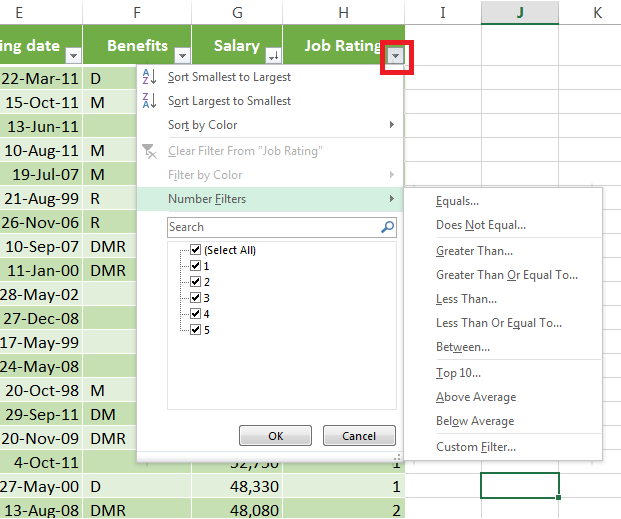 E F G H I J K
ing date Benefits Salary Job Rating
22-Mar-11 D
Sort Smallest to Largest
15-Oct-11 M
Sort Largest to Smallest
13-Jun-11
Sort by Color
10-Aug-11 M
Clear Filter From "Job Rating"
19-Jul-07 M
Filter by Color
21-Aug-99 R
Number Filters
Equals...
26-Nov-06 R
Search
Does Not Equal...
10-Sep-07 DMR
(Select All)
Greater Than...
11-Jan-00 DMR
1
Greater Than Or Equal To...
28-May-02
2
3
Less Than...
27-Dec-08
4
Less Than Or Equal To...
17-May-99
5
Between...
24-May-08
Top 10...
20-Oct-98 M
Above Average
29-Sep-11 DM
Below Average
20-Nov-09 DMR
OK Cancel
Custom Filter...
4-Oct-11 52,750 1
27-May-00 D 48,330 1
13-Aug-08 DMR 48,080 2